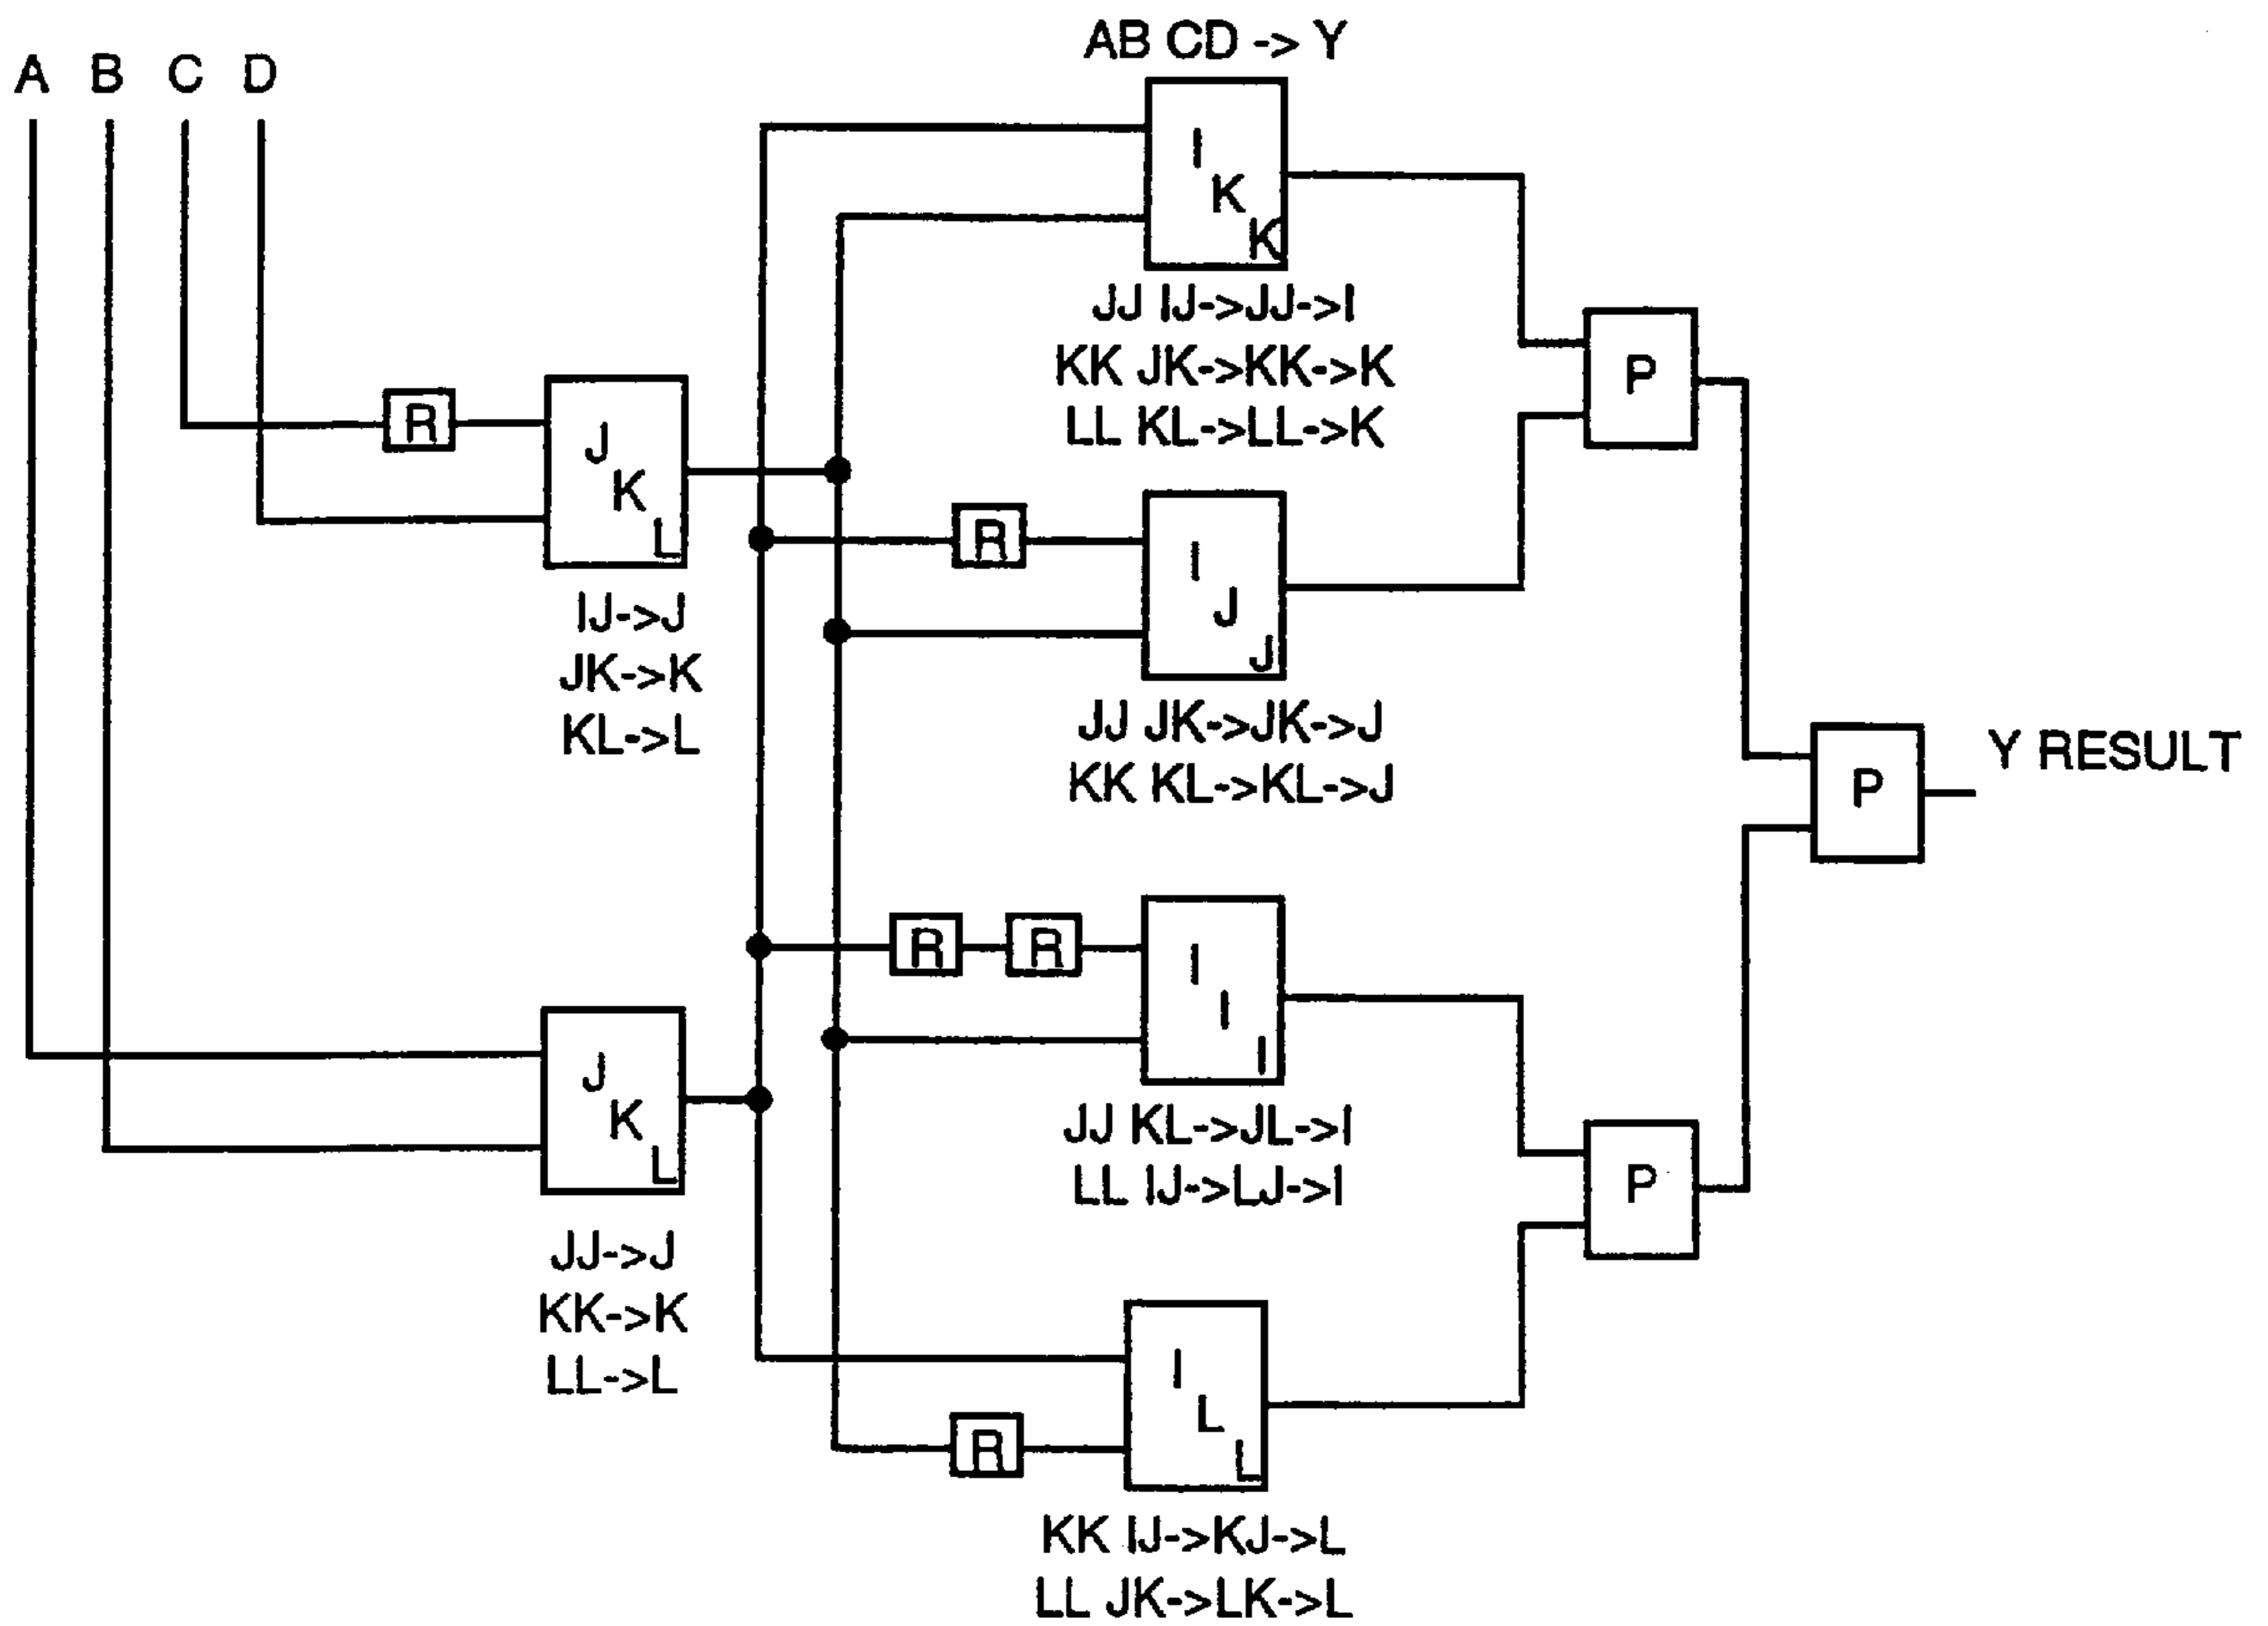 AB CD -> Y
A B C D
I
K
K
JJ IJ->JJ->I
KK JK->KK->K
LL KL->LL->K
P
R
J
K
L
IJ->J
JK->K
KL->L
R
I
J
J
JJ JK->JK->J
KK KL->KL->J
P
Y RESULT
R R
I
I
I
JJ KL->JL->I
LL IJ->LJ->I
P
J
K
L
JJ->J
KK->K
LL->L
I
L
L
R
KK IJ->KJ->L
LL JK->LK->L